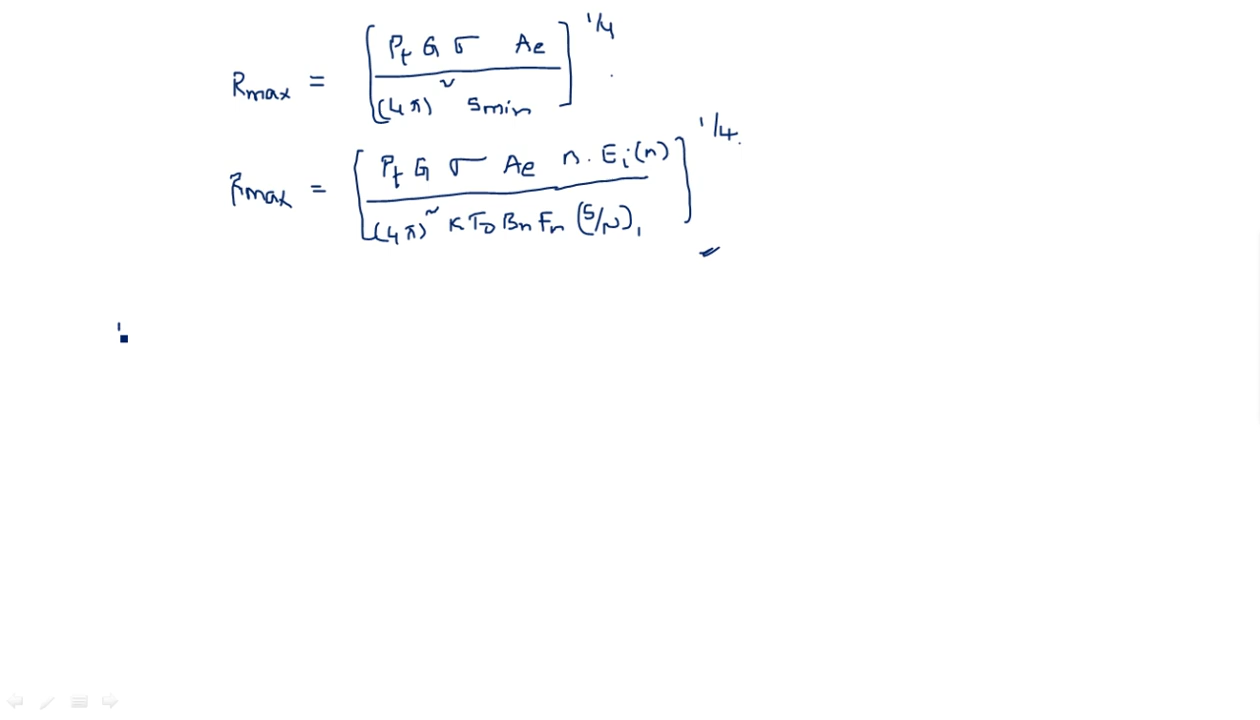 Rmax = [ Pt G σ Ae / (4π)² Smin ]^1/4
Rmax = [ Pt G σ Ae n. Ei(n) / (4π)² KT0 Bn Fn (S/N)1 ]^1/4.